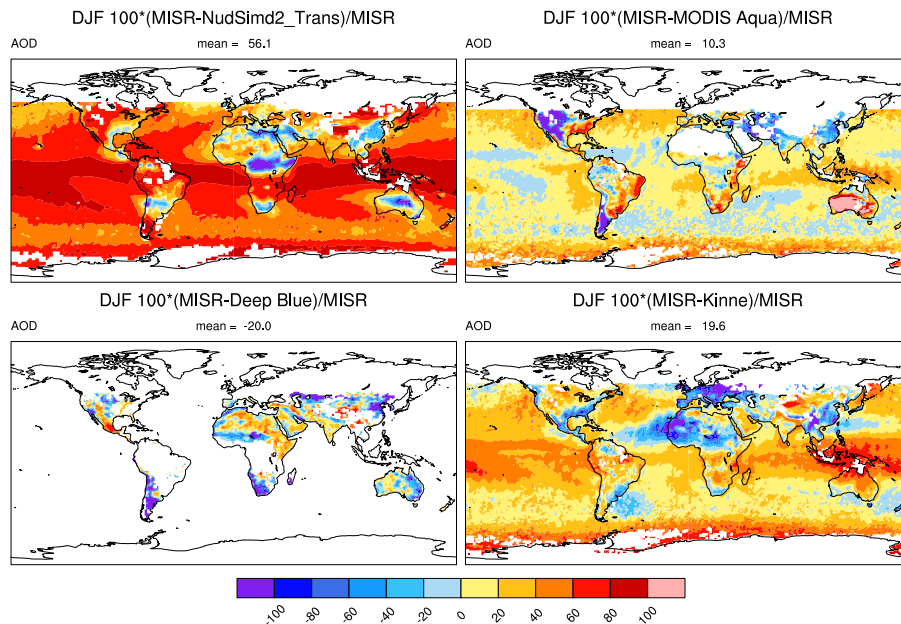 DJF 100*(MISR-NudSimd2_Trans)/MISR
AOD mean = 56.1
DJF 100*(MISR-MODIS Aqua)/MISR
AOD mean = 10.3
DJF 100*(MISR-Deep Blue)/MISR
AOD mean = -20.0
DJF 100*(MISR-Kinne)/MISR
AOD mean = 19.6
-100 -80 -60 -40 -20 0 20 40 60 80 100